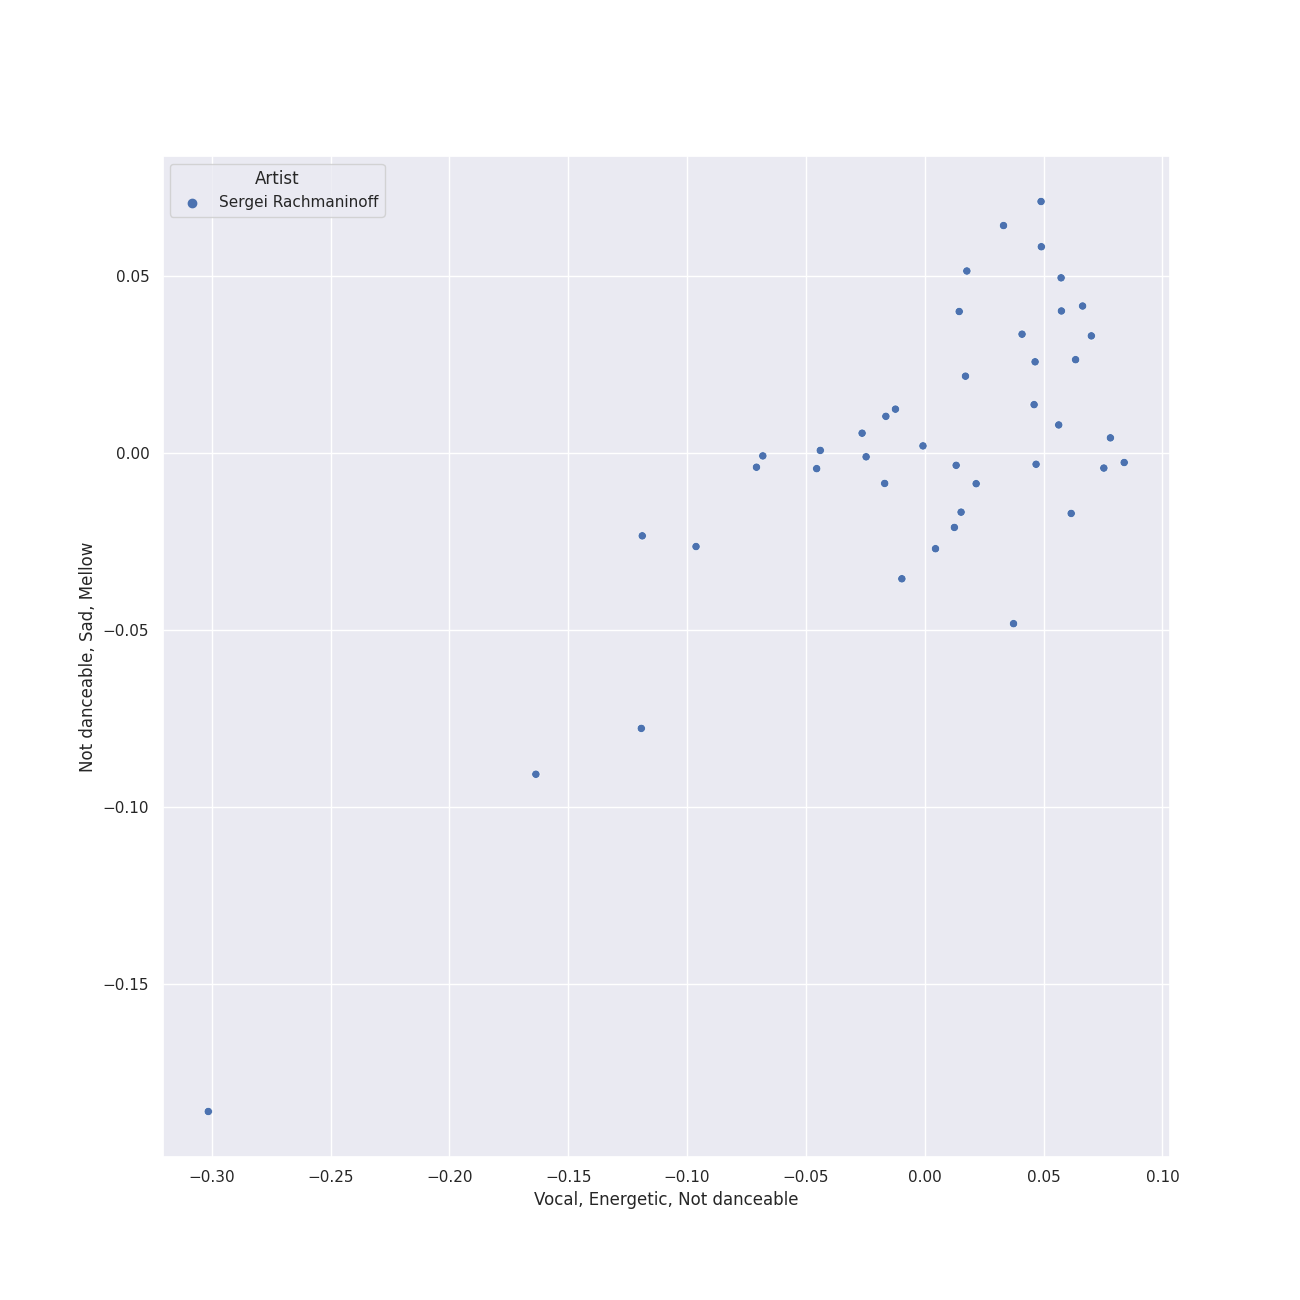 Artist
Sergei Rachmaninoff
0.05
0.00
−0.05
−0.10
−0.15
Not danceable, Sad, Mellow
−0.30 −0.25 −0.20 −0.15 −0.10 −0.05 0.00 0.05 0.10
Vocal, Energetic, Not danceable